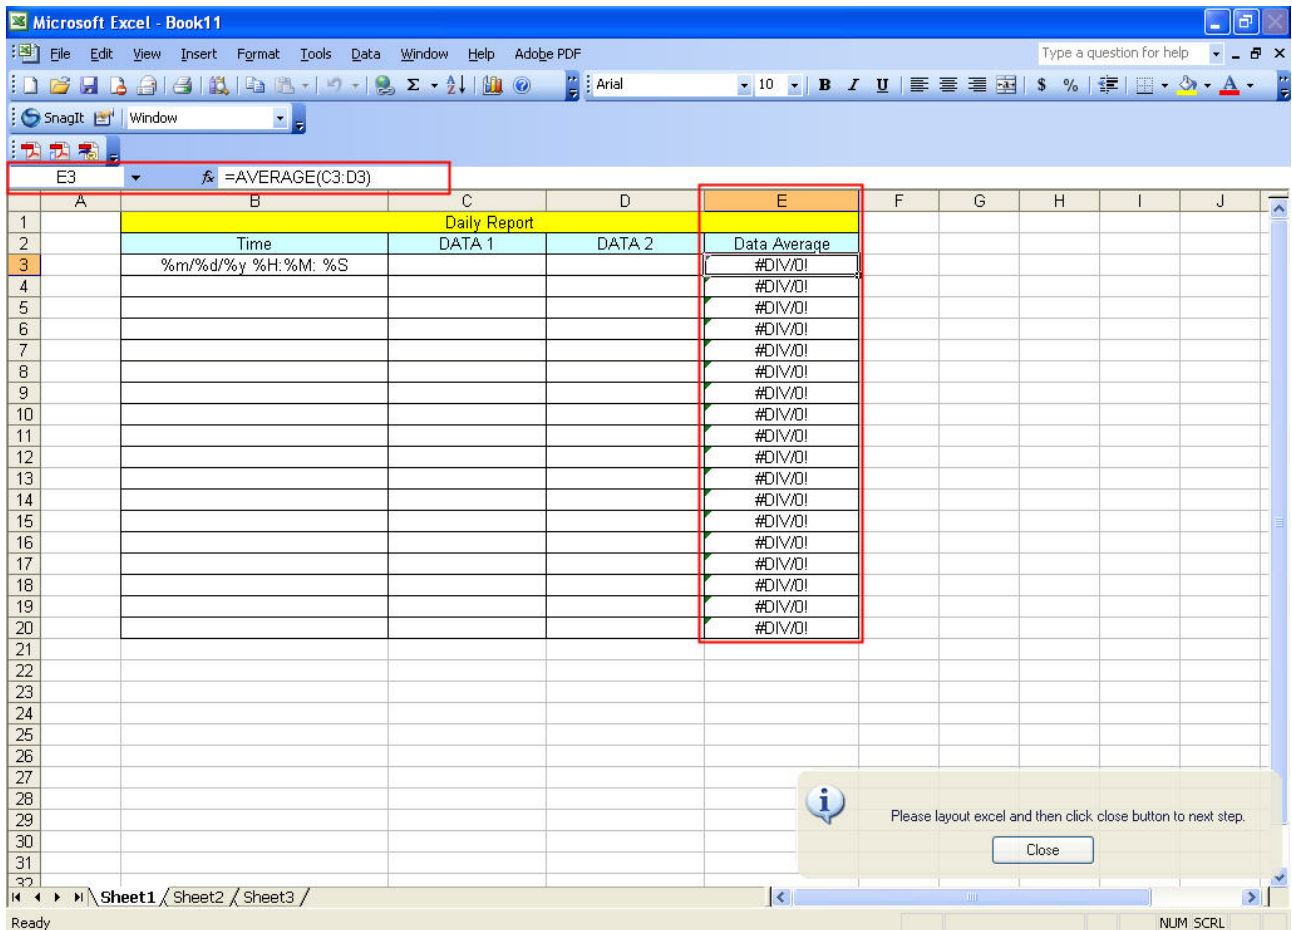 Microsoft Excel - Book11
File Edit View Insert Format Tools Data Window Help Adobe PDF Type a question for help
Arial 10 B I U $ %
SnagIt Window
E3 fx =AVERAGE(C3:D3)
A B C D E F G H I J
1 Daily Report
2 Time DATA 1 DATA 2 Data Average
3 %m/%d/%y %H:%M: %S #DIV/0!
4 #DIV/0!
5 #DIV/0!
6 #DIV/0!
7 #DIV/0!
8 #DIV/0!
9 #DIV/0!
10 #DIV/0!
11 #DIV/0!
12 #DIV/0!
13 #DIV/0!
14 #DIV/0!
15 #DIV/0!
16 #DIV/0!
17 #DIV/0!
18 #DIV/0!
19 #DIV/0!
20 #DIV/0!
21
22
23
24
25
26
27
28
29 Please layout excel and then click close button to next step.
30 Close
31
32
Sheet1 Sheet2 Sheet3
Ready NUM SCRL